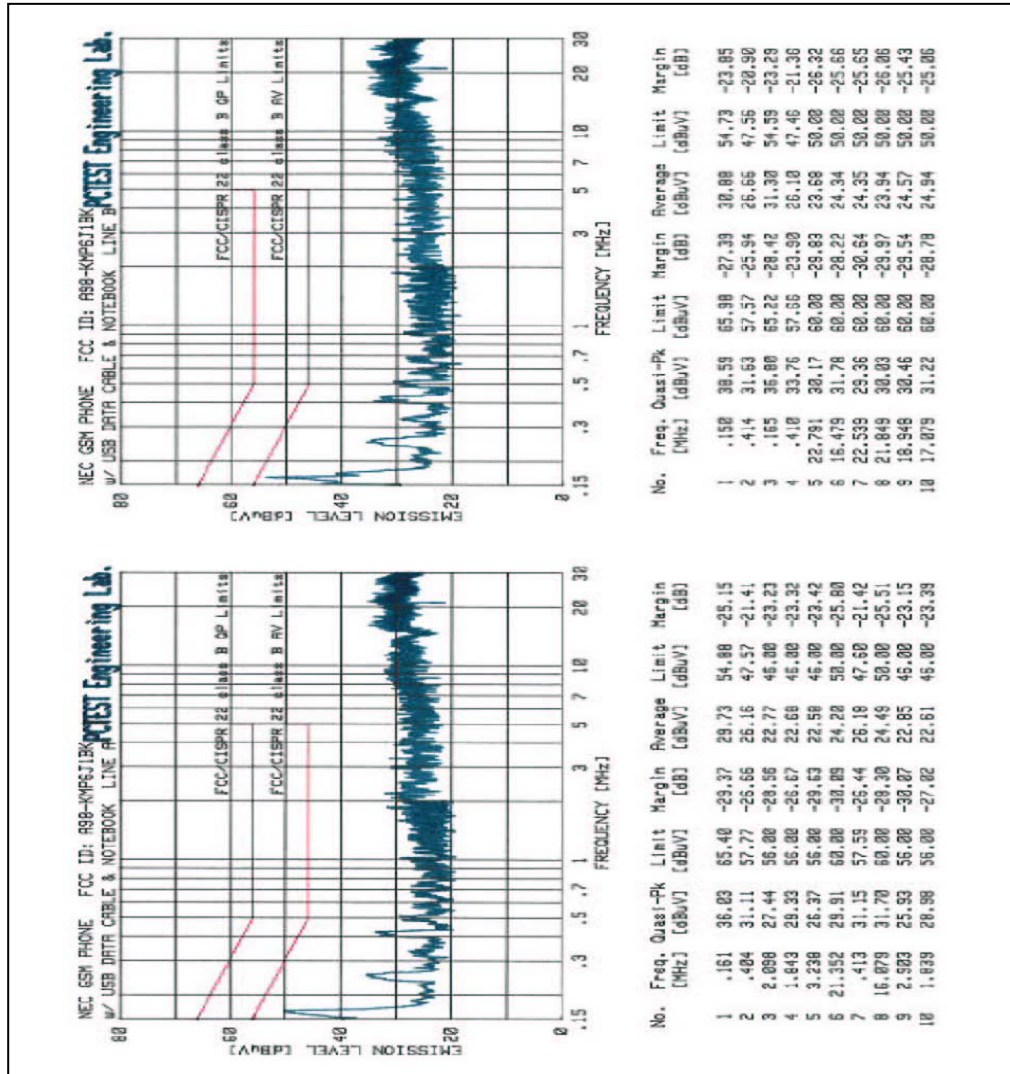 NEC GSM PHONE FCC ID: A98-KMP6J1BK
w/ USB DATA CABLE & NOTEBOOK LINE A
PCTEST Engineering Lab.
80
60
40
20
0
EMISSION LEVEL [dBuV]
FCC/CISPR 22 class B QP Limits
FCC/CISPR 22 class B AV Limits
.15 .3 .5 .7 1 3 5 7 10 20 30
FREQUENCY [MHz]
No. Freq. Quasi-Pk Limit Margin Average Limit Margin
[MHz] [dBuV] [dBuV] [dB] [dBuV] [dBuV] [dB]
1 .161 36.03 65.40 -29.37 29.73 54.88 -25.15
2 .404 31.11 57.77 -26.66 26.16 47.57 -21.41
3 2.098 27.44 56.00 -28.56 22.77 46.00 -23.23
4 1.843 29.33 56.00 -26.67 22.68 46.00 -23.32
5 3.238 26.37 56.00 -29.63 22.58 46.00 -23.42
6 21.352 29.91 60.00 -30.09 24.20 50.00 -25.80
7 .413 31.15 57.59 -26.44 26.18 47.60 -21.42
8 16.079 31.70 60.00 -28.30 24.49 50.00 -25.51
9 2.903 25.93 56.00 -30.07 22.85 46.00 -23.15
10 1.839 28.98 56.00 -27.02 22.61 46.00 -23.39
NEC GSM PHONE FCC ID: A98-KMP6J1BK
w/ USB DATA CABLE & NOTEBOOK LINE B
PCTEST Engineering Lab.
80
60
40
20
0
EMISSION LEVEL [dBuV]
FCC/CISPR 22 class B QP Limits
FCC/CISPR 22 class B AV Limits
.15 .3 .5 .7 1 3 5 7 10 20 30
FREQUENCY [MHz]
No. Freq. Quasi-Pk Limit Margin Average Limit Margin
[MHz] [dBuV] [dBuV] [dB] [dBuV] [dBuV] [dB]
1 .150 38.59 65.98 -27.39 30.88 54.73 -23.85
2 .414 31.63 57.57 -25.94 26.66 47.56 -20.90
3 .165 36.80 65.22 -28.42 31.30 54.59 -23.29
4 .410 33.76 57.66 -23.90 26.10 47.46 -21.36
5 22.791 30.17 60.00 -29.83 23.68 50.00 -26.32
6 16.479 31.78 60.00 -28.22 24.34 50.00 -25.66
7 22.539 29.36 60.00 -30.64 24.35 50.00 -25.65
8 21.849 30.03 60.00 -29.97 23.94 50.00 -26.06
9 18.948 30.46 60.00 -29.54 24.57 50.00 -25.43
10 17.079 31.22 60.00 -28.78 24.94 50.00 -25.06